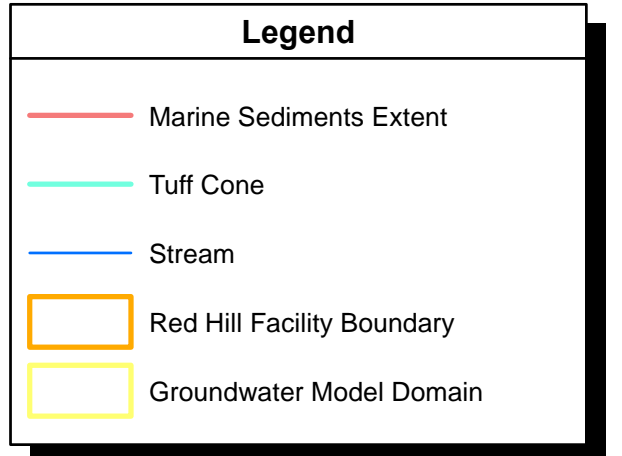 Legend
Marine Sediments Extent
Tuff Cone
Stream
Red Hill Facility Boundary
Groundwater Model Domain